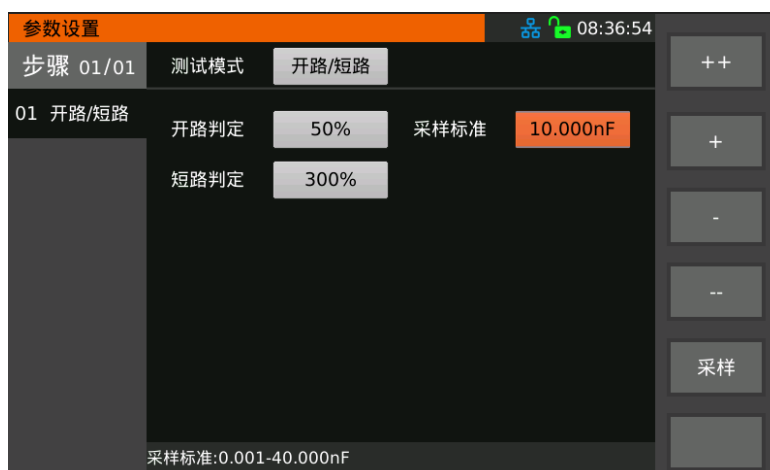 参数设置
08:36:54
步骤 01/01
测试模式 开路/短路
01 开路/短路
开路判定 50% 采样标准 10.000nF
短路判定 300%
采样标准:0.001-40.000nF
++
+
-
--
采样